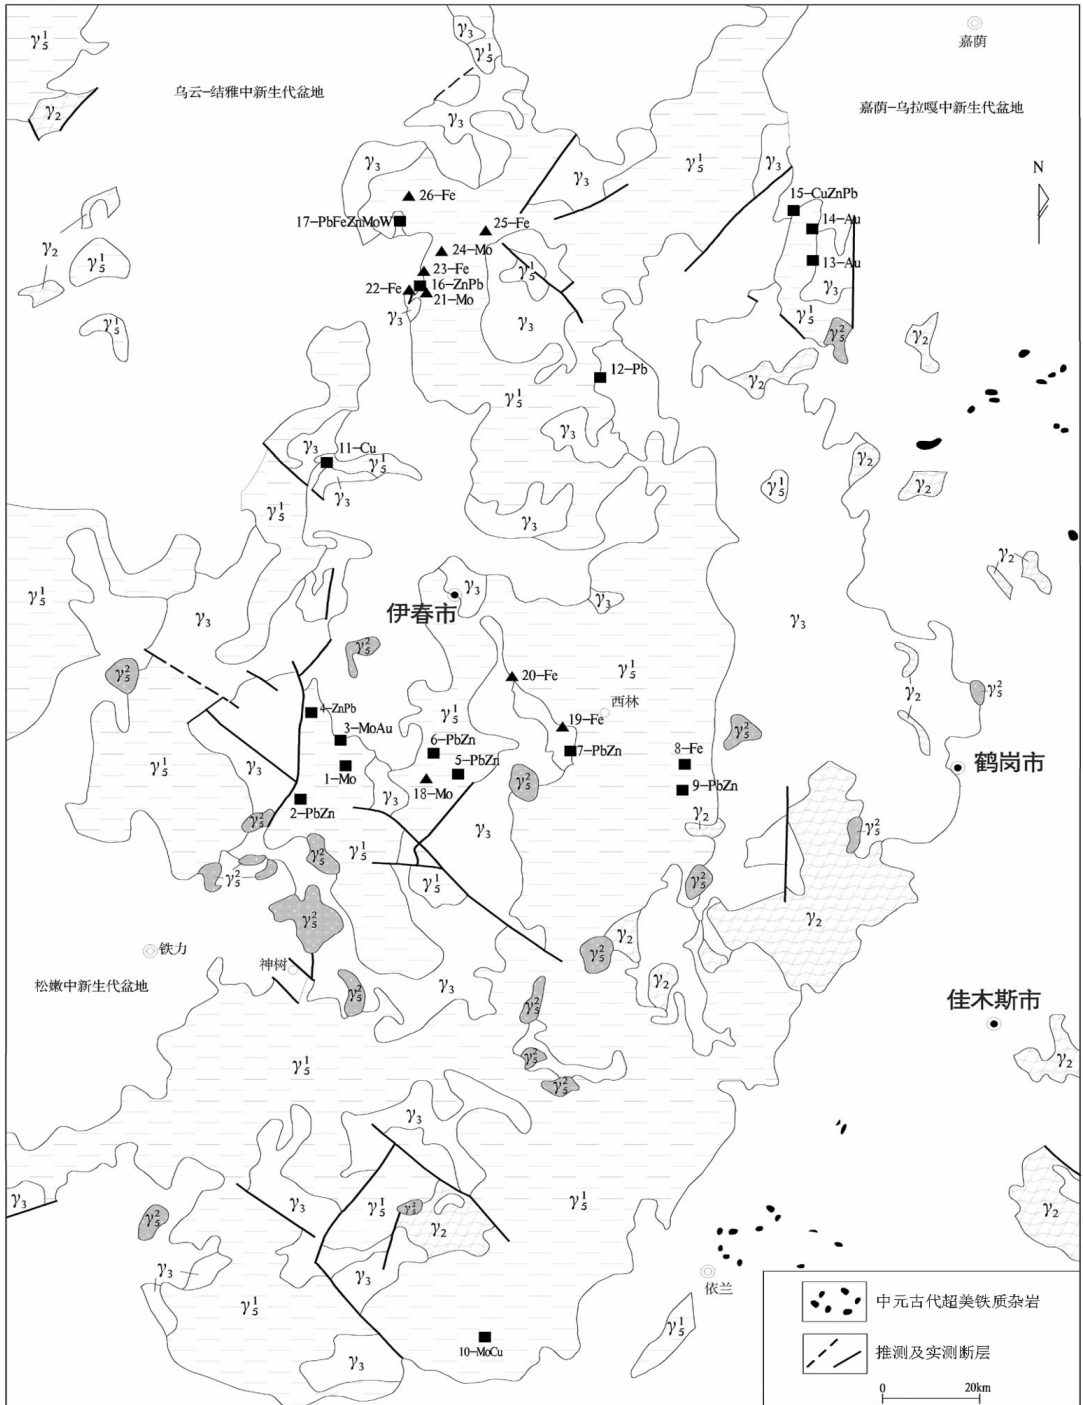 γ₃
嘉荫
γ₅¹
γ₅¹
乌云-结雅中新生代盆地
嘉荫-乌拉嘎中新生代盆地
γ₂
γ₃
γ₃
γ₅¹
γ₃
γ₃
N
26-Fe
15-CuZnPb
17-PbFeZnMoW
25-Fe
14-Au
γ₂
24-Mo
γ₅¹
23-Fe
γ₅¹
13-Au
16-ZnPb
22-Fe
21-Mo
γ₃
γ₃
γ₃
γ₅¹
γ₅¹
γ₅²
γ₂
12-Pb
γ₂
γ₅¹
γ₃
γ₃
11-Cu
γ₅¹
γ₂
γ₃
γ₅¹
γ₂
γ₅¹
γ₃
γ₂
γ₅¹
γ₃
伊春市
γ₃
γ₃
γ₃
γ₅²
γ₅²
20-Fe
γ₅¹
γ₂
γ₅²
西林
4-ZnPb
γ₅¹
19-Fe
γ₅²
3-MoAu
6-PbZn
7-PbZn
8-Fe
γ₅¹
γ₃
1-Mo
5-PbZn
鹤岗市
18-Mo
γ₅²
9-PbZn
2-PbZn
γ₃
γ₂
γ₅²
γ₃
γ₅²
γ₅²
γ₅¹
γ₅²
γ₅¹
γ₅²
γ₅²
γ₂
铁力
γ₅²
γ₂
神树
松嫩中新生代盆地
γ₅²
γ₃
γ₂
γ₅²
佳木斯市
γ₅²
γ₂
γ₅¹
γ₅²
γ₃
γ₃
γ₃
γ₅¹
γ₅²
γ₅¹
γ₂
γ₅²
γ₂
γ₃
γ₃
依兰
γ₅¹
中元古代超美铁质杂岩
γ₅¹
10-MoCu
推测及实测断层
γ₃
0 20km